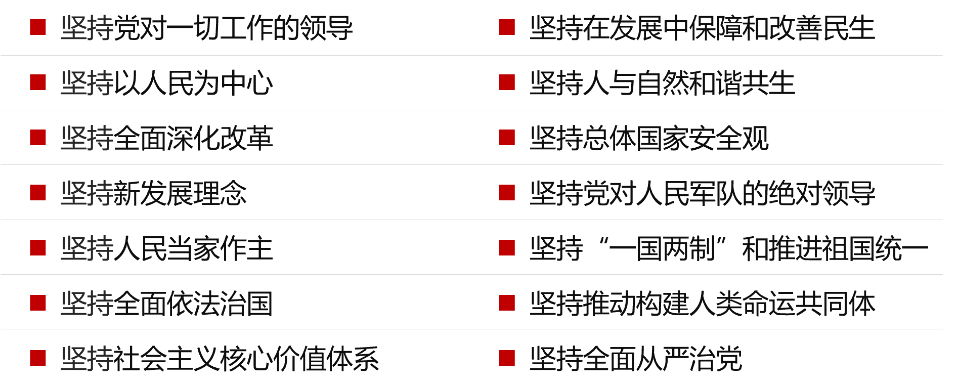 坚持党对一切工作的领导
坚持以人民为中心
坚持全面深化改革
坚持新发展理念
坚持人民当家作主
坚持全面依法治国
坚持社会主义核心价值体系
坚持在发展中保障和改善民生
坚持人与自然和谐共生
坚持总体国家安全观
坚持党对人民军队的绝对领导
坚持“一国两制”和推进祖国统一
坚持推动构建人类命运共同体
坚持全面从严治党